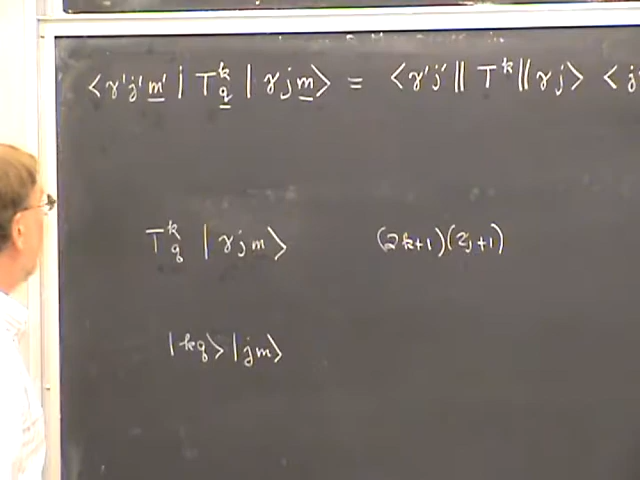 <γ'j'm'| T^k_q |γjm> = <γ'j'||T^k||γj> <j'
T^k_q |γjm> (2k+1)(2j+1)
|kq>|jm>